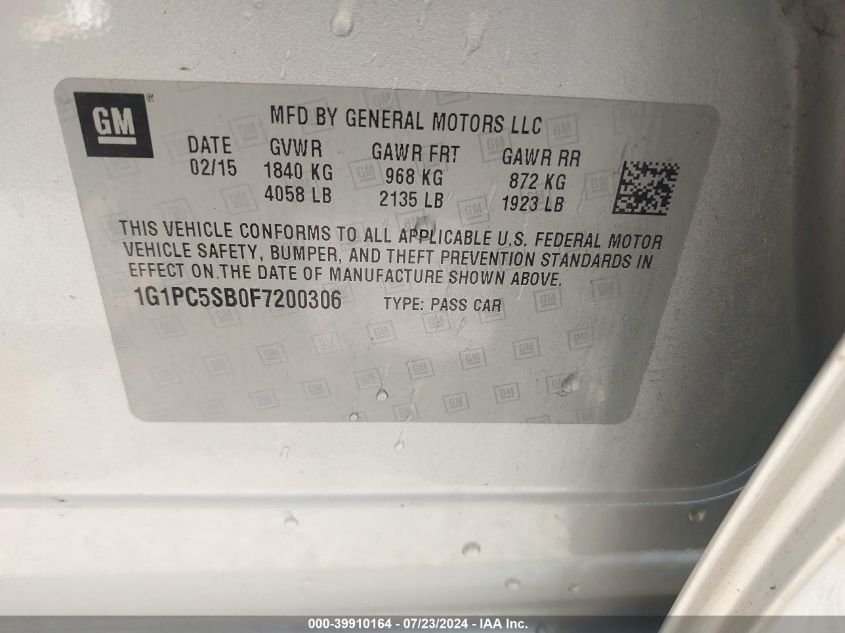 GM
MFD BY GENERAL MOTORS LLC
DATE GVWR GAWR FRT GAWR RR
02/15 1840 KG 968 KG 872 KG
4058 LB 2135 LB 1923 LB
THIS VEHICLE CONFORMS TO ALL APPLICABLE U.S. FEDERAL MOTOR
VEHICLE SAFETY, BUMPER, AND THEFT PREVENTION STANDARDS IN
EFFECT ON THE DATE OF MANUFACTURE SHOWN ABOVE.
1G1PC5SB0F7200306 TYPE: PASS CAR
000-39910164 - 07/23/2024 - IAA Inc.